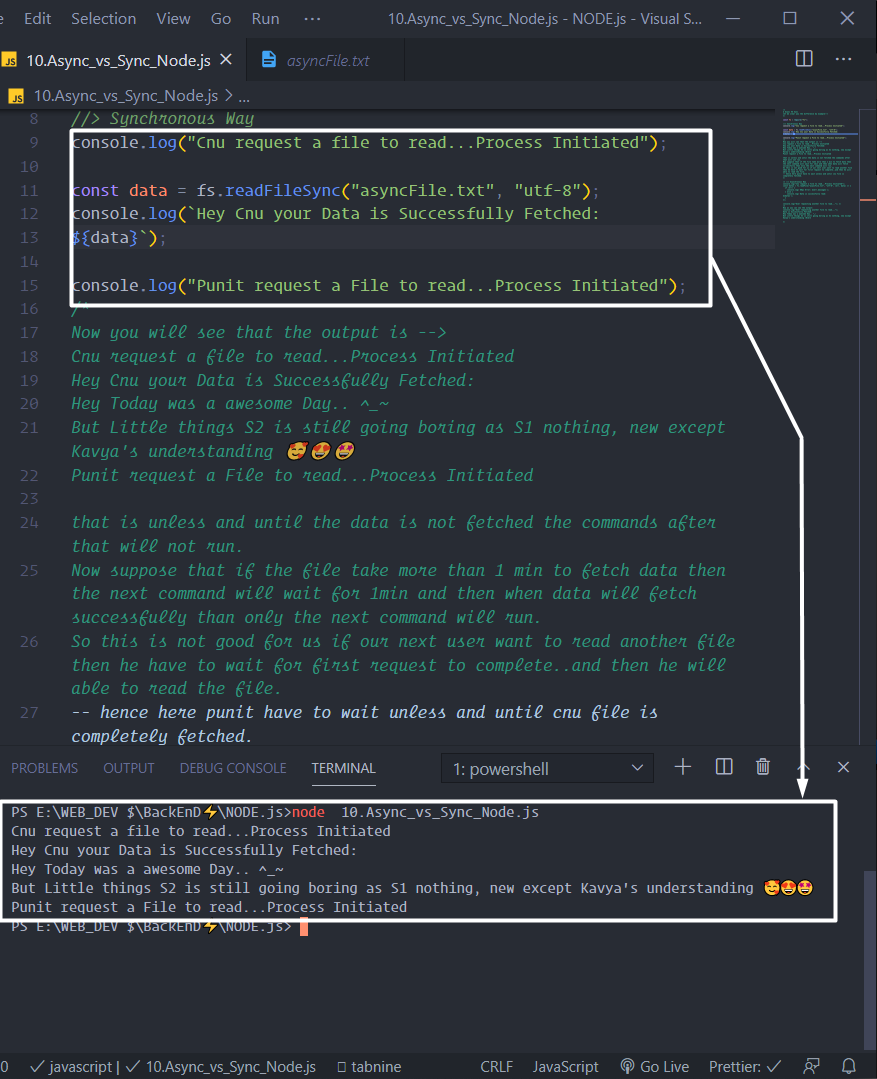 Edit Selection View Go Run ··· 10.Async_vs_Sync_Node.js - NODE.js - Visual S...
JS 10.Async_vs_Sync_Node.js asyncFile.txt
JS 10.Async_vs_Sync_Node.js > ...
8 //> Synchronous Way
9 console.log("Cnu request a file to read...Process Initiated");
10
11 const data = fs.readFileSync("asyncFile.txt", "utf-8");
12 console.log(`Hey Cnu your Data is Successfully Fetched:
13 ${data}`);
14
15 console.log("Punit request a File to read...Process Initiated");
16 /*
17 Now you will see that the output is -->
18 Cnu request a file to read...Process Initiated
19 Hey Cnu your Data is Successfully Fetched:
20 Hey Today was a awesome Day.. ^_~
21 But Little things S2 is still going boring as S1 nothing, new except
Kavya's understanding 🥰😍🤩
22 Punit request a File to read...Process Initiated
23
24 that is unless and until the data is not fetched the commands after
that will not run.
25 Now suppose that if the file take more than 1 min to fetch data then
the next command will wait for 1min and then when data will fetch
successfully than only the next command will run.
26 So this is not good for us if our next user want to read another file
then he have to wait for first request to complete..and then he will
able to read the file.
27 -- hence here punit have to wait unless and until cnu file is
completely fetched.
PROBLEMS OUTPUT DEBUG CONSOLE TERMINAL 1: powershell
PS E:\WEB_DEV $\BackEnD⚡\NODE.js>node 10.Async_vs_Sync_Node.js
Cnu request a file to read...Process Initiated
Hey Cnu your Data is Successfully Fetched:
Hey Today was a awesome Day.. ^_~
But Little things S2 is still going boring as S1 nothing, new except Kavya's understanding 🥰😍🤩
Punit request a File to read...Process Initiated
PS E:\WEB_DEV $\BackEnD⚡\NODE.js>
0 ✓ javascript | ✓ 10.Async_vs_Sync_Node.js □ tabnine CRLF JavaScript Go Live Prettier: ✓